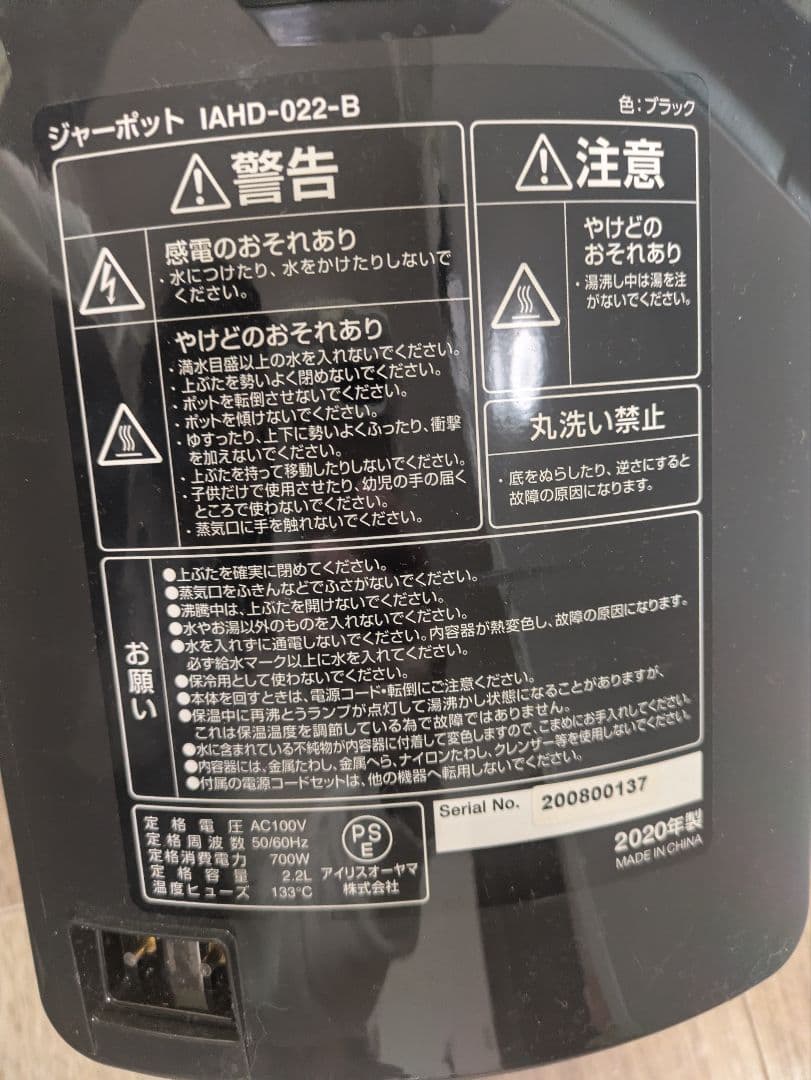 ジャーポット IAHD-022-B
色：ブラック
警告
感電のおそれあり
・水につけたり、水をかけたりしないで
ください。
やけどのおそれあり
・満水目盛以上の水を入れないでください。
・上ぶたを勢いよく閉めないでください。
・ポットを転倒させないでください。
・ポットを傾けないでください。
・ゆすったり、上下に勢いよくふったり、衝撃
を加えないでください。
・上ぶたを持って移動したりしないでください。
・子供だけで使用させたり、幼児の手の届く
ところで使わないでください。
・蒸気口に手を触れないでください。
注意
やけどの
おそれあり
・湯沸し中は湯を注
がないでください。
丸洗い禁止
・底をぬらしたり、逆さにすると
故障の原因になります。
お願い
●上ぶたを確実に閉めてください。
●蒸気口をふきんなどでふさがないでください。
●沸騰中は、上ぶたを開けないでください。
●水やお湯以外のものを入れないでください。
●水を入れずに通電しないでください。内容器が熱変色し、故障の原因になります。
必ず給水マーク以上に水を入れてください。
●保冷用として使わないでください。
●本体を回すときは、電源コード・転倒にご注意ください。
●保温中に再沸とうランプが点灯して湯沸かし状態になることがありますが、
これは保温温度を調節している為で故障ではありません。
●水に含まれている不純物が内容器に付着して変色しますので、こまめにお手入れしてください。
●内容器には、金属たわし、金属へら、ナイロンたわし、クレンザー等を使用しないでください。
●付属の電源コードセットは、他の機器へ転用しないでください。
定格電圧 AC100V
定格周波数 50/60Hz
定格消費電力 700W
定格容量 2.2L
温度ヒューズ 133℃
PS
E
アイリスオーヤマ
株式会社
Serial No. 200800137
2020年製
MADE IN CHINA